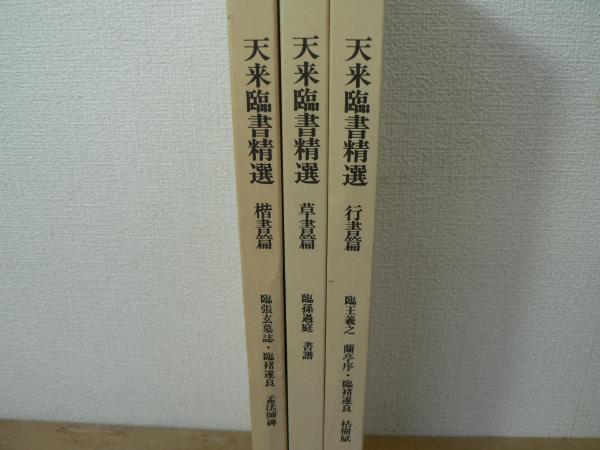 天来臨書精選 行書篇 臨王羲之 蘭亭序・臨褚遂良 枯樹賦
天来臨書精選 草書篇 臨孫過庭 書譜
天来臨書精選 楷書篇 臨張玄墓誌・臨褚遂良 孟法師碑